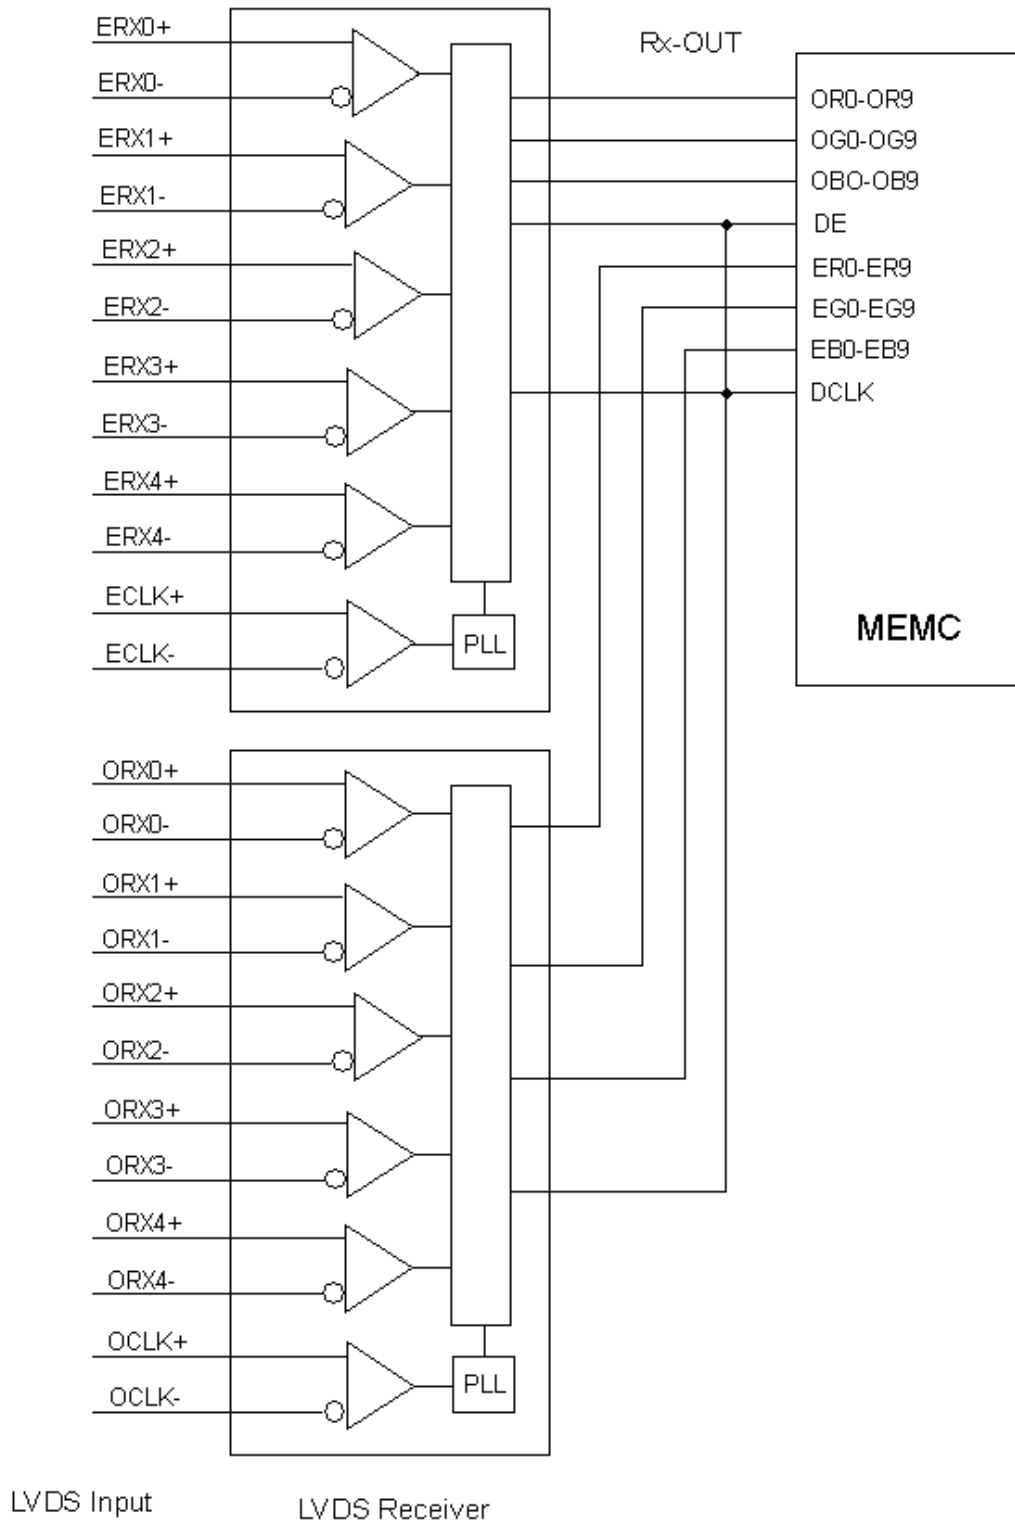 ERX0+
Rx-OUT
ERX0-
OR0-OR9
ERX1+
OG0-OG9
ERX1-
OBO-OB9
DE
ERX2+
ER0-ER9
ERX2-
EG0-EG9
EB0-EB9
ERX3+
DCLK
ERX3-
ERX4+
ERX4-
ECLK+
MEMC
ECLK-
PLL
ORX0+
ORX0-
ORX1+
ORX1-
ORX2+
ORX2-
ORX3+
ORX3-
ORX4+
ORX4-
OCLK+
PLL
OCLK-
LVDS Input
LVDS Receiver